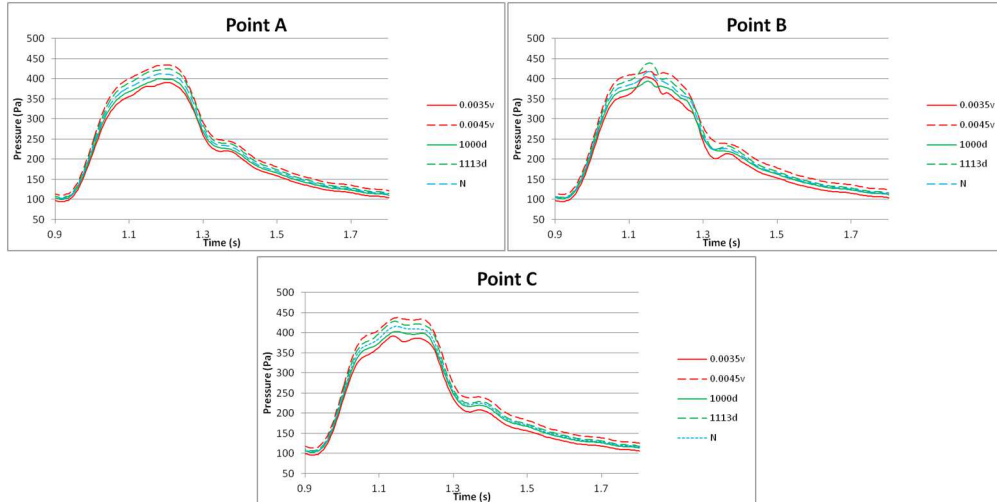 Point A
500
450
400
350
300
250
200
150
100
50
Pressure (Pa)
0.9
1.1
1.3
1.5
1.7
Time (s)
0.0035v
0.0045v
1000d
1113d
N
Point B
500
450
400
350
300
250
200
150
100
50
Pressure (Pa)
0.9
1.1
1.3
1.5
1.7
Time (s)
0.0035v
0.0045v
1000d
1113d
N
Point C
500
450
400
350
300
250
200
150
100
50
Pressure (Pa)
0.9
1.1
1.3
1.5
1.7
Time (s)
0.0035v
0.0045v
1000d
1113d
N